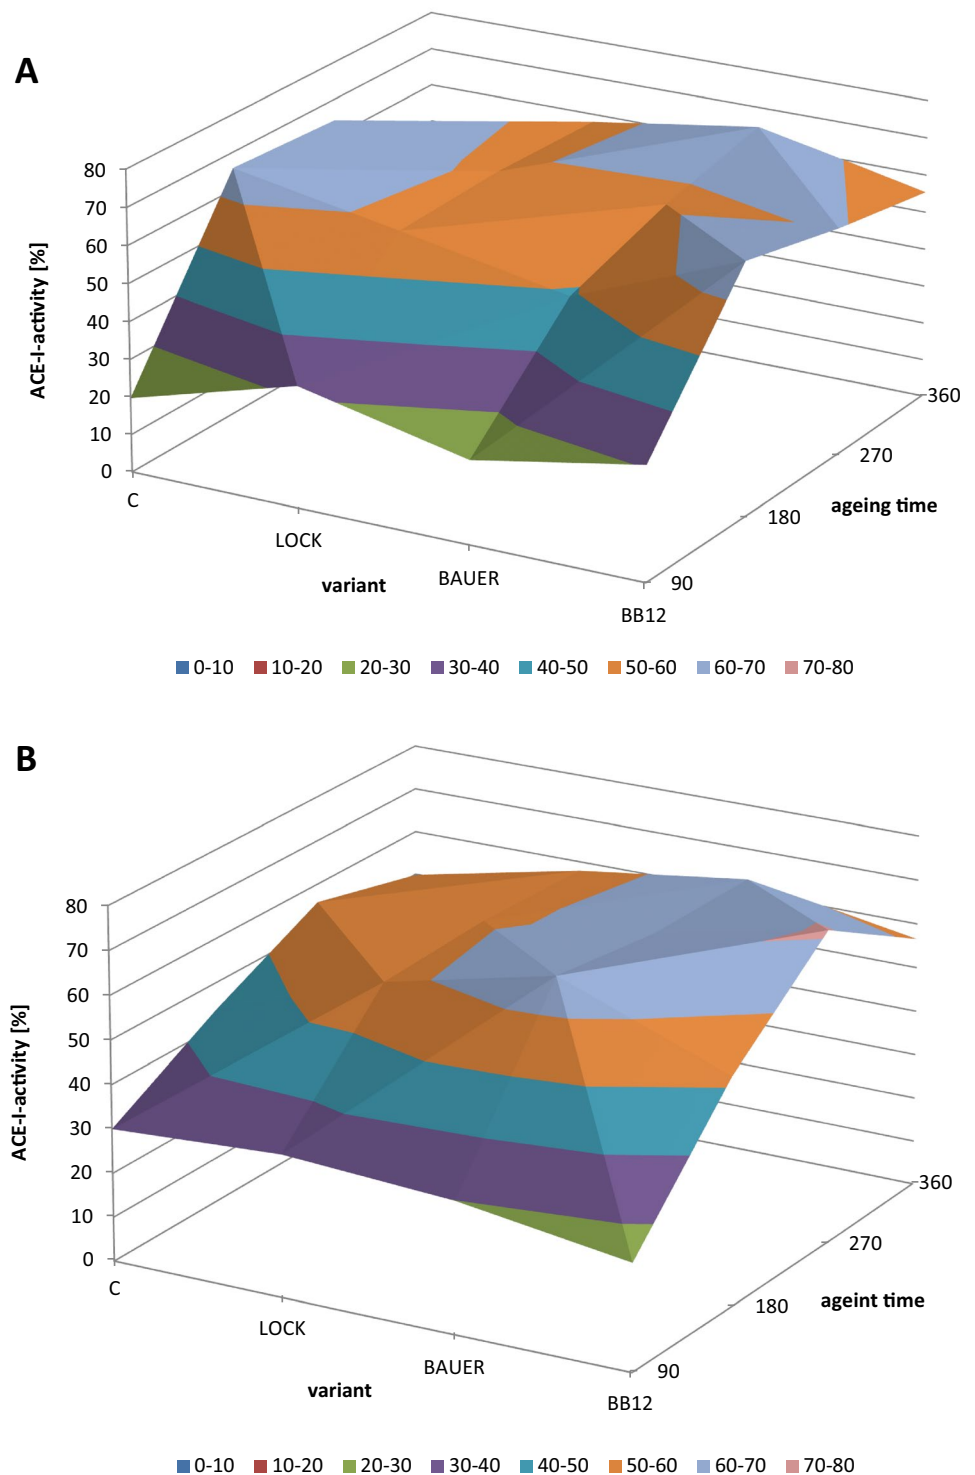 A
80
70
60
50
40
30
20
10
0
ACE-I-activity [%]
C
LOCK
BAUER
BB12
variant
90
180
270
360
ageing time
0-10 10-20 20-30 30-40 40-50 50-60 60-70 70-80
B
80
70
60
50
40
30
20
10
0
ACE-I-activity [%]
C
LOCK
BAUER
BB12
variant
90
180
270
360
ageint time
0-10 10-20 20-30 30-40 40-50 50-60 60-70 70-80